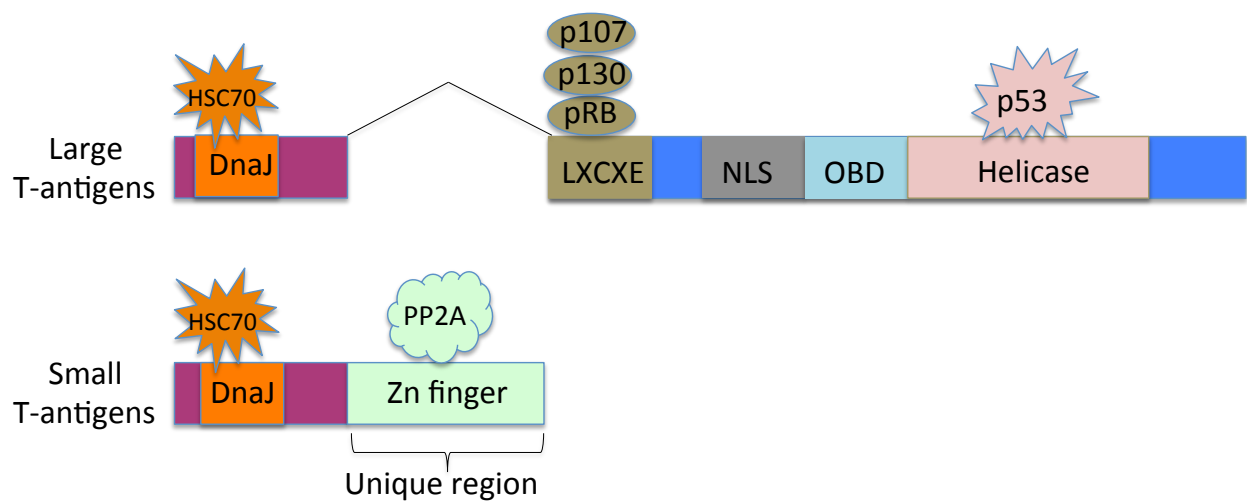 p107
p130
pRB
HSC70
p53
Large
T-antigens
DnaJ
LXCXE
NLS
OBD
Helicase
HSC70
PP2A
Small
T-antigens
DnaJ
Zn finger
Unique region